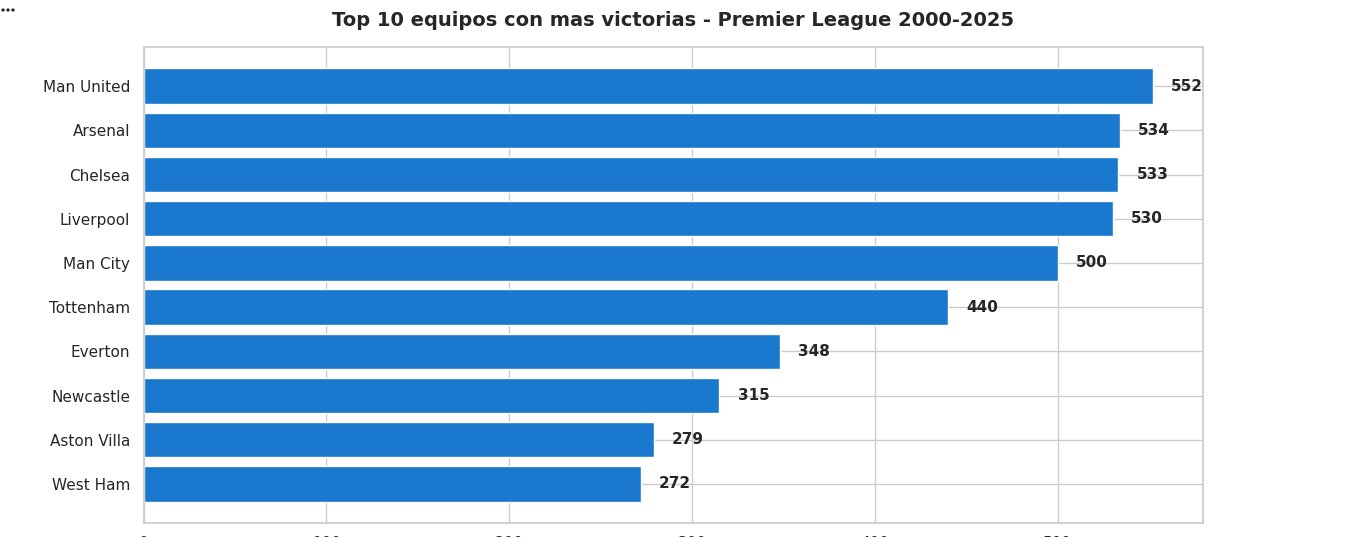 ...
Top 10 equipos con mas victorias - Premier League 2000-2025
Man United 552
Arsenal 534
Chelsea 533
Liverpool 530
Man City 500
Tottenham 440
Everton 348
Newcastle 315
Aston Villa 279
West Ham 272